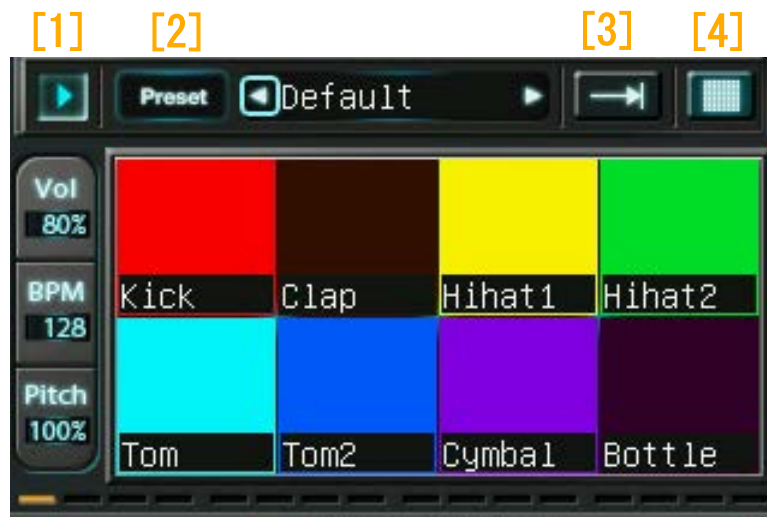 [1] [2] [3] [4]
Preset Default
Vol
80%
BPM
128
Pitch
100%
Kick Clap Hihat1 Hihat2
Tom Tom2 Cymbal Bottle